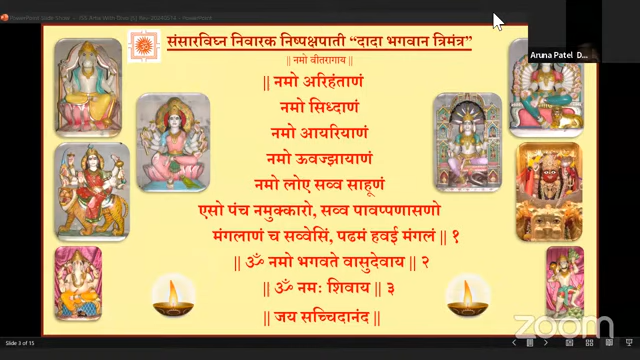 संसारविघ्न निवारक निष्पक्षपाती “दादा भगवान त्रिमंत्र”
|| नमो वीतरागाय ||
|| नमो अरिहंताणं
नमो सिध्दाणं
नमो आयरियाणं
नमो ऊवज्झायाणं
नमो लोए सव्व साहूणं
एसो पंच नमुक्कारो, सव्व पावप्पणासणो
मंगलाणं च सव्वेसिं, पढमं हवई मंगलं || १
|| ॐ नमो भगवते वासुदेवाय || २
|| ॐ नमः शिवाय || ३
|| जय सच्चिदानंद ||
Aruna Patel D...
zoom
Slide 3 of 15